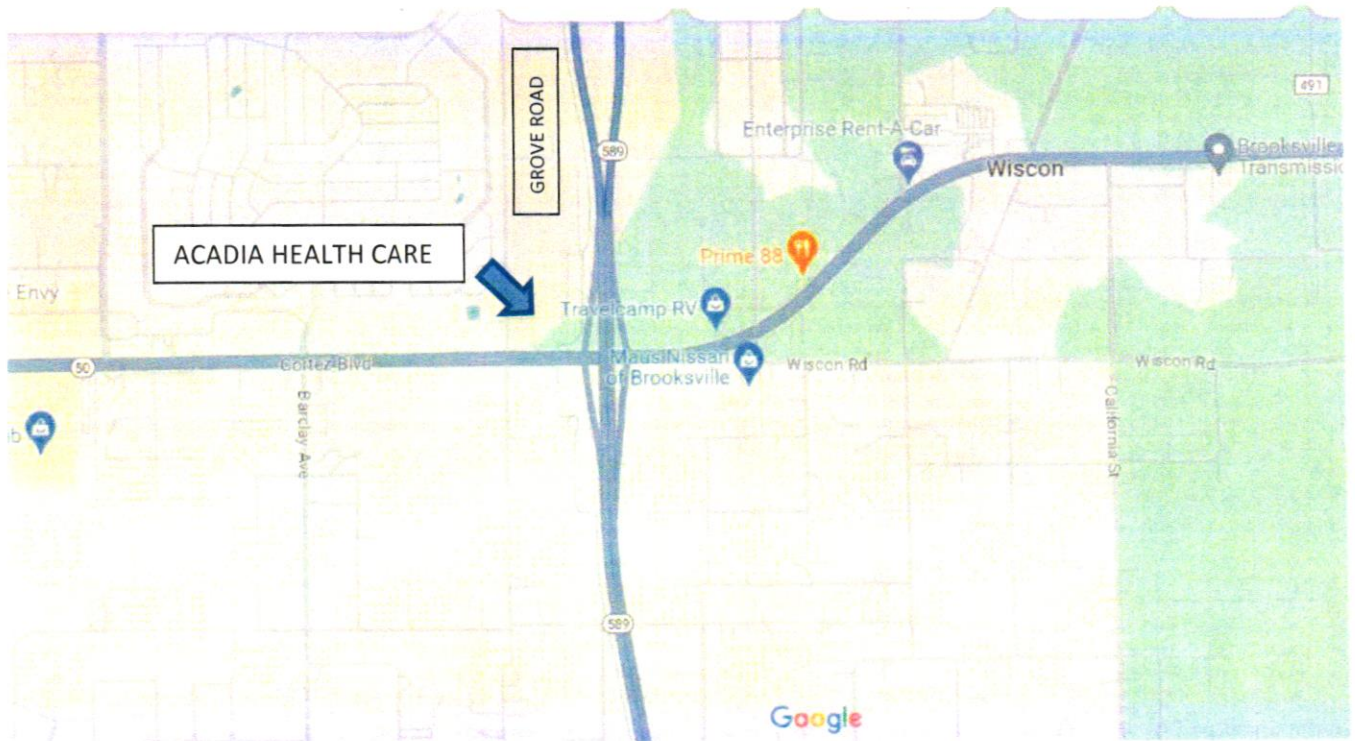 GROVE ROAD
491
589
Enterprise Rent-A-Car
Brooksville
Transmissio
Wiscon
ACADIA HEALTH CARE
Prime 88
Envy
Travelcamp RV
50
Cortez Blvd
Maus Nissan
of Brooksville
Wiscon Rd
Wiscon Rd
Barclay Ave
California St
b
589
Google